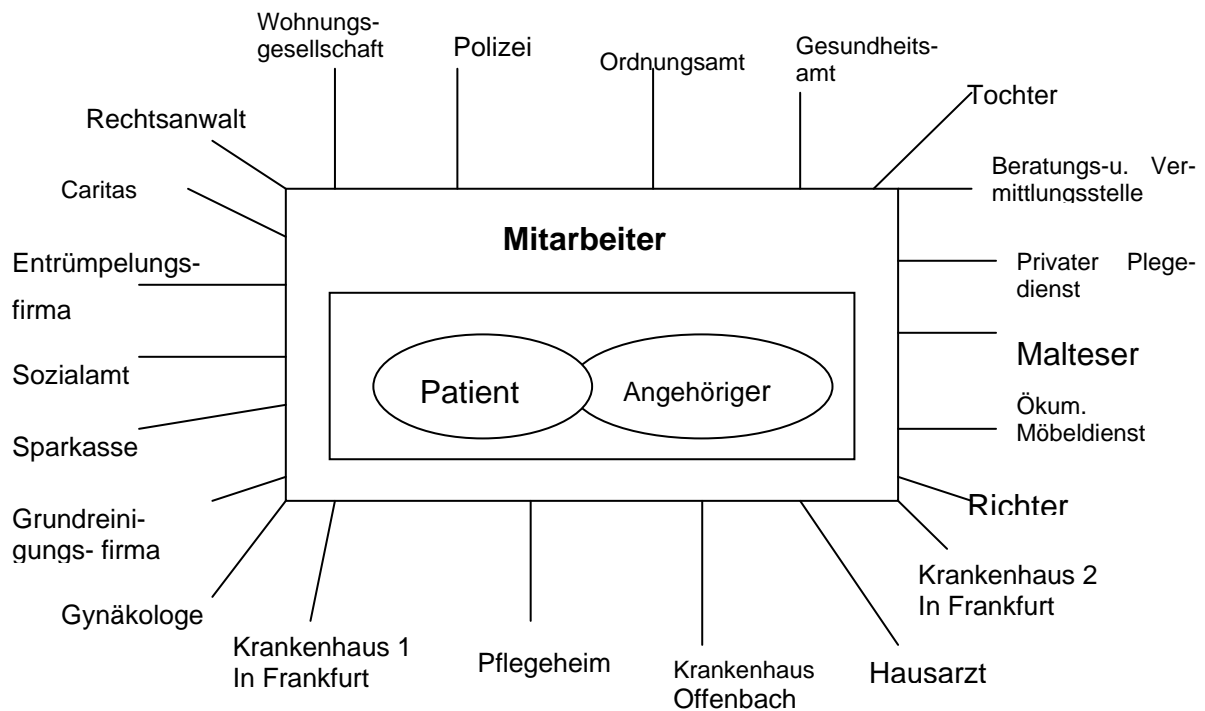 Wohnungs-
gesellschaft
Polizei
Ordnungsamt
Gesundheits-
amt
Tochter
Rechtsanwalt
Beratungs-u. Ver-
mittlungsstelle
Caritas
Mitarbeiter
Entrümpelungs-
firma
Privater Plege-
dienst
Malteser
Sozialamt
Patient
Angehöriger
Ökum.
Möbeldienst
Sparkasse
Richter
Grundreini-
gungs- firma
Krankenhaus 2
In Frankfurt
Gynäkologe
Krankenhaus 1
In Frankfurt
Pflegeheim
Krankenhaus
Offenbach
Hausarzt